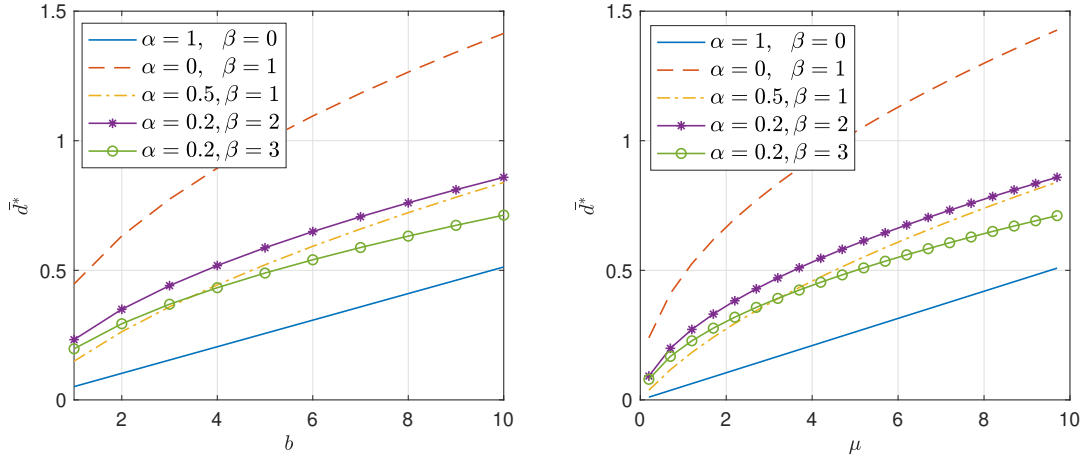 1.5
1
0.5
0
2
4
6
8
10
b
d̄*
α = 1, β = 0
α = 0, β = 1
α = 0.5, β = 1
α = 0.2, β = 2
α = 0.2, β = 3
1.5
1
0.5
0
0
2
4
6
8
10
μ
d̄*
α = 1, β = 0
α = 0, β = 1
α = 0.5, β = 1
α = 0.2, β = 2
α = 0.2, β = 3